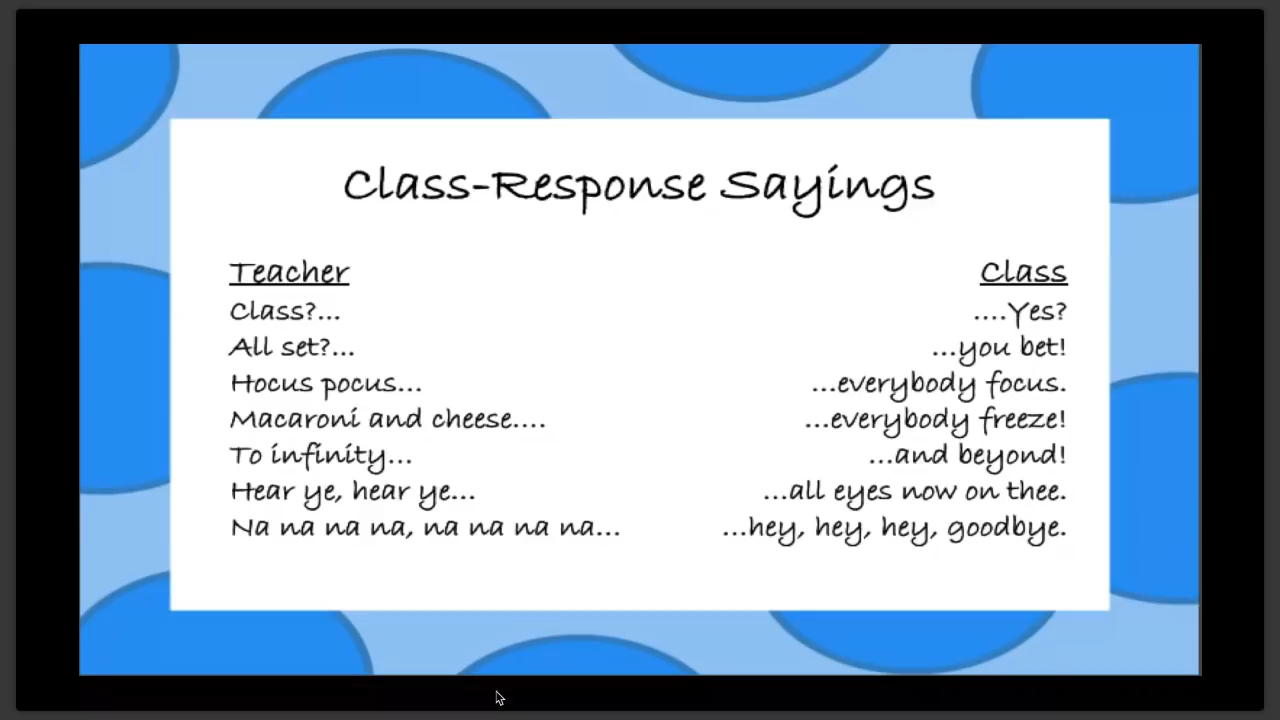 Class-Response Sayings
Teacher Class
Class?... ....Yes?
All set?... ...you bet!
Hocus pocus... ...everybody focus.
Macaroni and cheese.... ...everybody freeze!
To infinity... ...and beyond!
Hear ye, hear ye... ...all eyes now on thee.
Na na na na, na na na na... ...hey, hey, hey, goodbye.